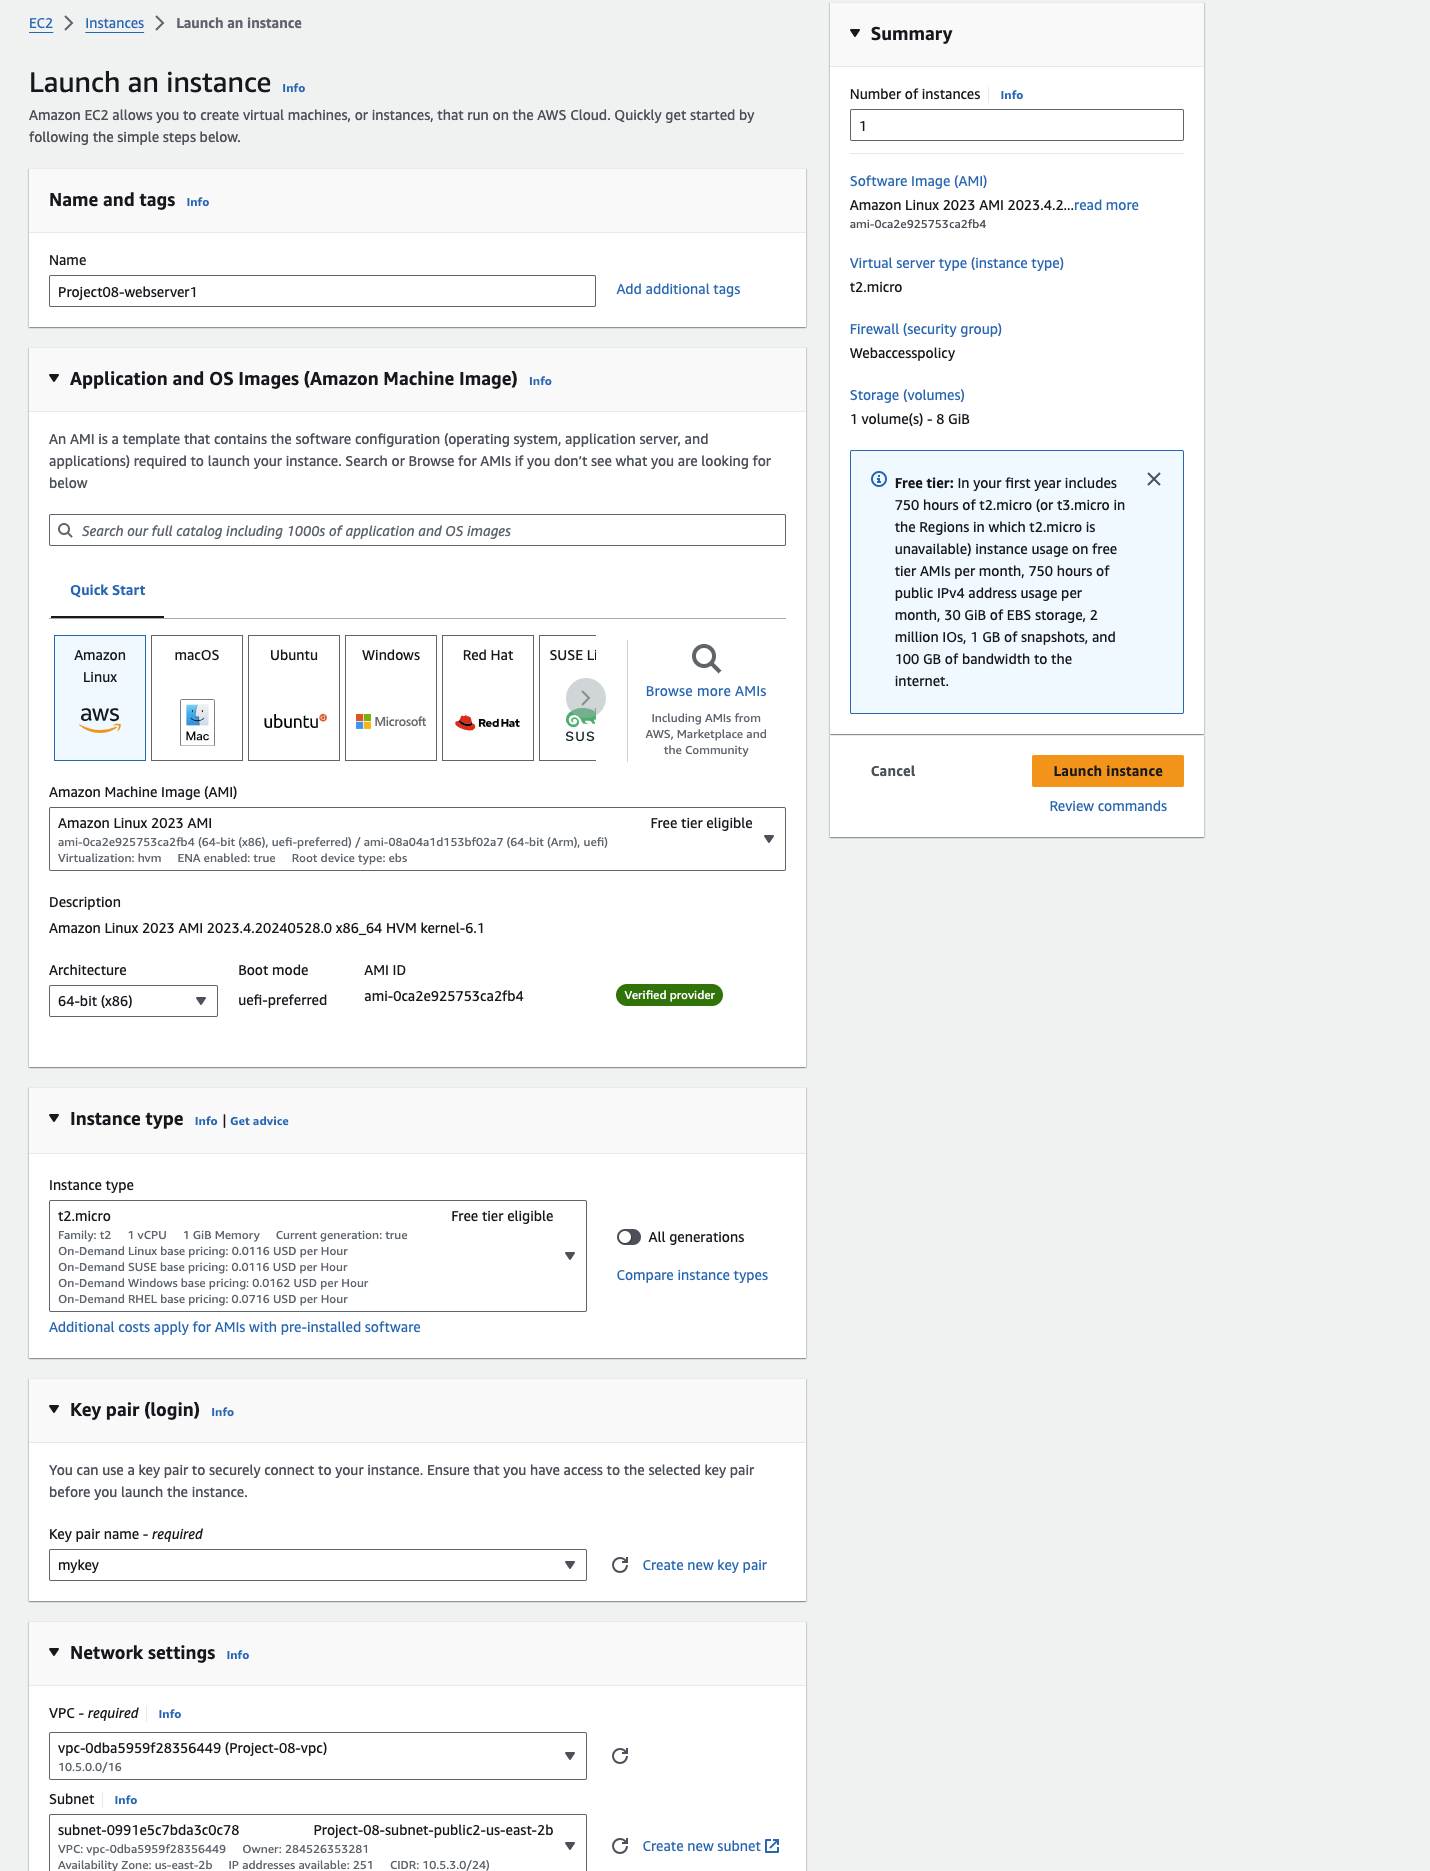 EC2 > Instances > Launch an instance
Launch an instance Info
Amazon EC2 allows you to create virtual machines, or instances, that run on the AWS Cloud. Quickly get started by
following the simple steps below.
Name and tags Info
Name
Project08-webserver1
Add additional tags
Application and OS Images (Amazon Machine Image) Info
An AMI is a template that contains the software configuration (operating system, application server, and
applications) required to launch your instance. Search or Browse for AMIs if you don’t see what you are looking for
below
Search our full catalog including 1000s of application and OS images
Quick Start
Amazon
Linux
aws
macOS
Mac
Ubuntu
ubuntu
Windows
Microsoft
Red Hat
Red Hat
SUSE Li
SUS
Browse more AMIs
Including AMIs from
AWS, Marketplace and
the Community
Amazon Machine Image (AMI)
Amazon Linux 2023 AMI Free tier eligible
ami-0ca2e925753ca2fb4 (64-bit (x86), uefi-preferred) / ami-08a04a1d153bf02a7 (64-bit (Arm), uefi)
Virtualization: hvm ENA enabled: true Root device type: ebs
Description
Amazon Linux 2023 AMI 2023.4.20240528.0 x86_64 HVM kernel-6.1
Architecture Boot mode AMI ID
64-bit (x86) uefi-preferred ami-0ca2e925753ca2fb4 Verified provider
Instance type Info | Get advice
Instance type
t2.micro Free tier eligible
Family: t2 1 vCPU 1 GiB Memory Current generation: true
On-Demand Linux base pricing: 0.0116 USD per Hour
On-Demand SUSE base pricing: 0.0116 USD per Hour
On-Demand Windows base pricing: 0.0162 USD per Hour
On-Demand RHEL base pricing: 0.0716 USD per Hour
All generations
Compare instance types
Additional costs apply for AMIs with pre-installed software
Key pair (login) Info
You can use a key pair to securely connect to your instance. Ensure that you have access to the selected key pair
before you launch the instance.
Key pair name - required
mykey
Create new key pair
Network settings Info
VPC - required Info
vpc-0dba5959f28356449 (Project-08-vpc)
10.5.0.0/16
Subnet Info
subnet-0991e5c7bda3c0c78 Project-08-subnet-public2-us-east-2b
VPC: vpc-0dba5959f28356449 Owner: 284526353281
Availability Zone: us-east-2b IP addresses available: 251 CIDR: 10.5.3.0/24)
Create new subnet
Summary
Number of instances Info
1
Software Image (AMI)
Amazon Linux 2023 AMI 2023.4.2...read more
ami-0ca2e925753ca2fb4
Virtual server type (instance type)
t2.micro
Firewall (security group)
Webaccesspolicy
Storage (volumes)
1 volume(s) - 8 GiB
Free tier: In your first year includes
750 hours of t2.micro (or t3.micro in
the Regions in which t2.micro is
unavailable) instance usage on free
tier AMIs per month, 750 hours of
public IPv4 address usage per
month, 30 GiB of EBS storage, 2
million IOs, 1 GB of snapshots, and
100 GB of bandwidth to the
internet.
Cancel
Launch instance
Review commands